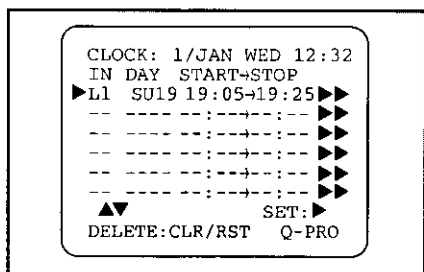 CLOCK: 1/JAN WED 12:32
IN DAY START→STOP
▶L1 SU19 19:05→19:25▶▶
-- ---- --:--→--:-- ▶▶
-- ---- --:--→--:-- ▶▶
-- ---- --:--→--:-- ▶▶
-- ---- --:--→--:-- ▶▶
-- ---- --:--→--:-- ▶▶
▲▼ SET:▶
DELETE:CLR/RST Q-PRO